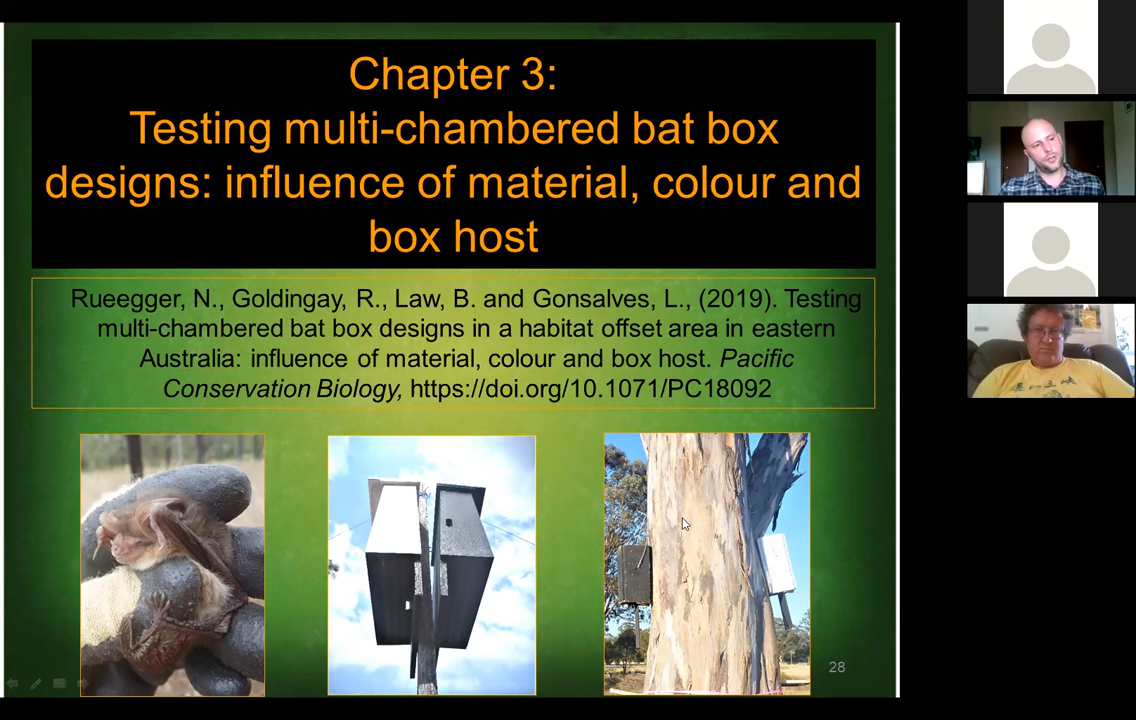 Chapter 3:
Testing multi-chambered bat box
designs: influence of material, colour and
box host
Rueegger, N., Goldingay, R., Law, B. and Gonsalves, L., (2019). Testing
multi-chambered bat box designs in a habitat offset area in eastern
Australia: influence of material, colour and box host. Pacific
Conservation Biology, https://doi.org/10.1071/PC18092
28